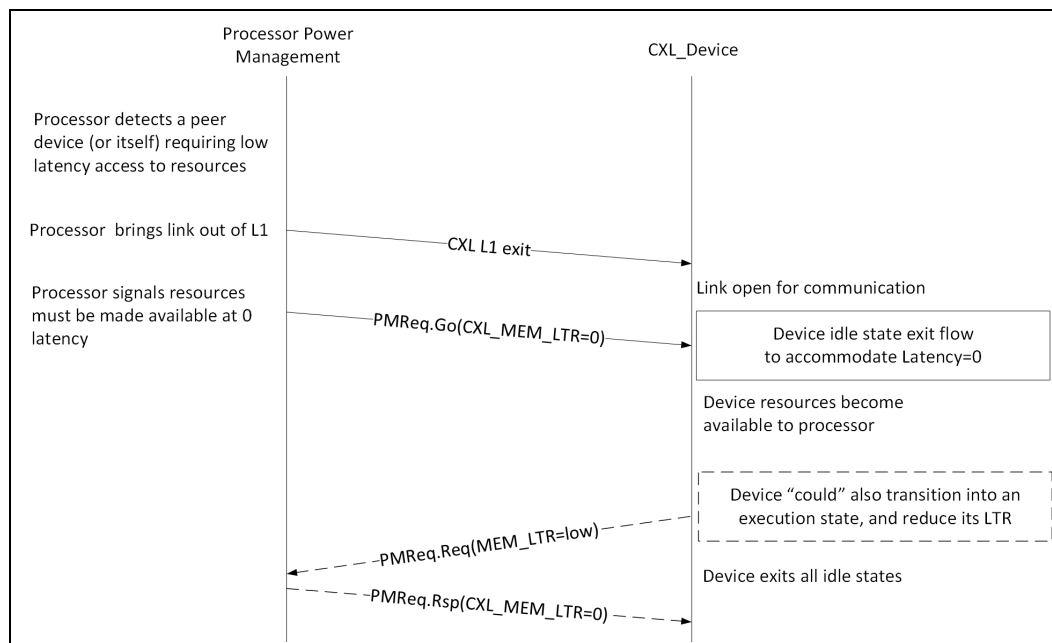 Processor Power
Management
CXL_Device
Processor detects a peer
device (or itself) requiring low
latency access to resources
Processor  brings link out of L1
CXL L1 exit
Link open for communication
Processor signals resources
must be made available at 0
latency
PMReq.Go(CXL_MEM_LTR=0)
Device idle state exit flow
to accommodate Latency=0
Device resources become
available to processor
Device “could” also transition into an
execution state, and reduce its LTR
PMReq.Req(MEM_LTR=low)
Device exits all idle states
PMReq.Rsp(CXL_MEM_LTR=0)